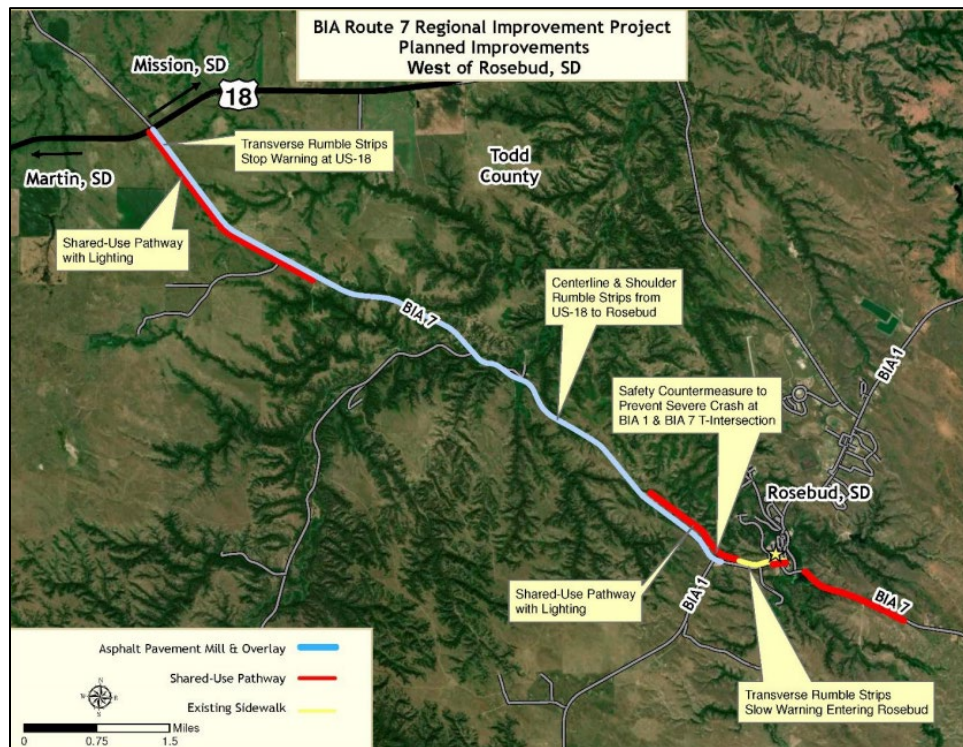 BIA Route 7 Regional Improvement Project
Planned Improvements
West of Rosebud, SD
Mission, SD
18
Transverse Rumble Strips
Stop Warning at US-18
Martin, SD
Todd
County
Shared-Use Pathway
with Lighting
BIA 7
Centerline & Shoulder
Rumble Strips from
US-18 to Rosebud
BIA 1
Safety Countermeasure to
Prevent Severe Crash at
BIA 1 & BIA 7 T-Intersection
Rosebud, SD
Shared-Use Pathway
with Lighting
BIA 1
BIA 7
Transverse Rumble Strips
Slow Warning Entering Rosebud
Asphalt Pavement Mill & Overlay
Shared-Use Pathway
Existing Sidewalk
N
Miles
0 0.75 1.5